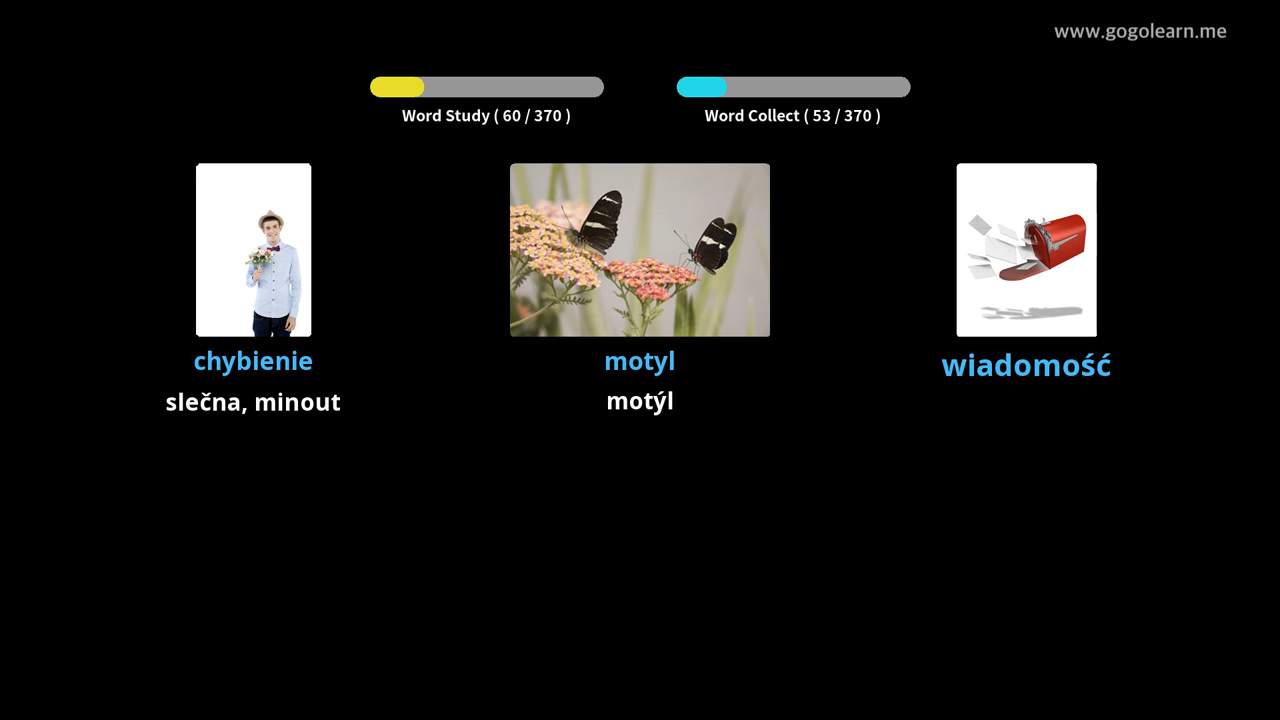 www.gogolearn.me
Word Study ( 60 / 370 )
Word Collect ( 53 / 370 )
chybienie
slečna, minout
motyl
motýl
wiadomość